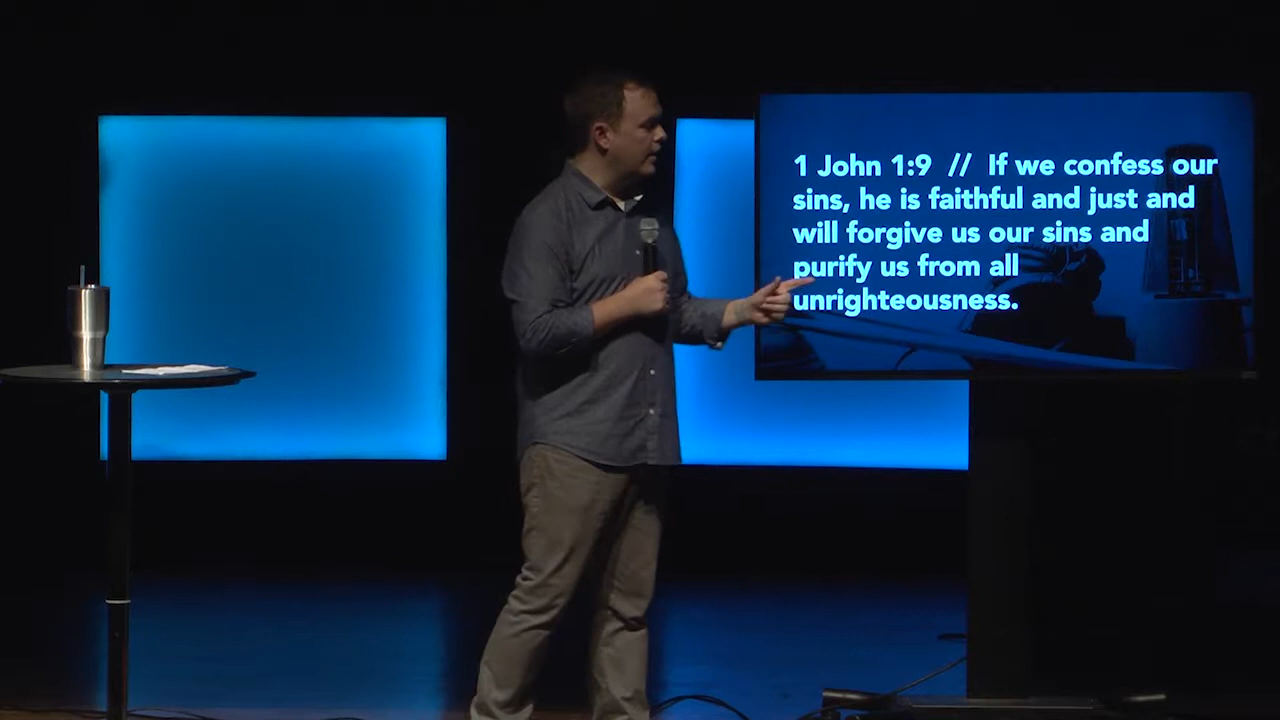 1 John 1:9 // If we confess our
sins, he is faithful and just and
will forgive us our sins and
purify us from all
unrighteousness.